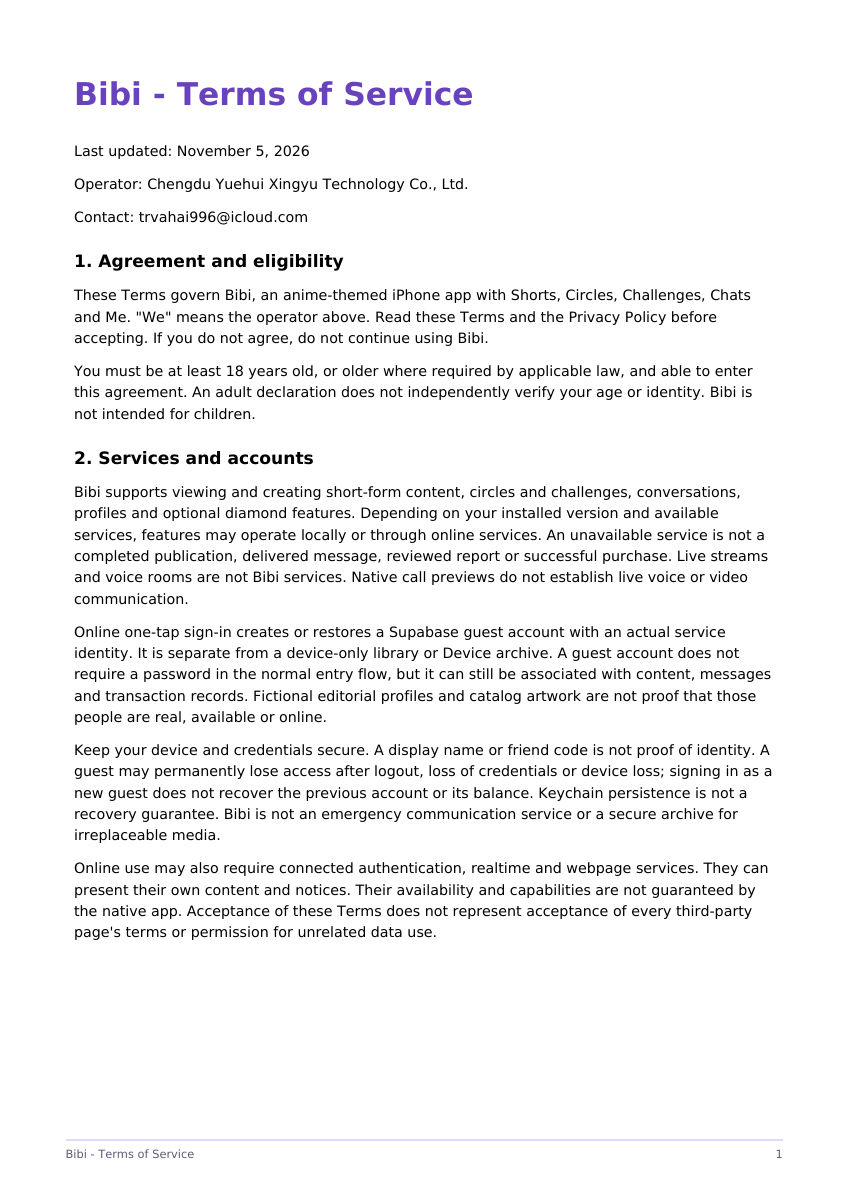 Bibi - Terms of Service
Last updated: November 5, 2026
Operator: Chengdu Yuehui Xingyu Technology Co., Ltd.
Contact: trvahai996@icloud.com
1. Agreement and eligibility
These Terms govern Bibi, an anime-themed iPhone app with Shorts, Circles, Challenges, Chats
and Me. "We" means the operator above. Read these Terms and the Privacy Policy before
accepting. If you do not agree, do not continue using Bibi.
You must be at least 18 years old, or older where required by applicable law, and able to enter
this agreement. An adult declaration does not independently verify your age or identity. Bibi is
not intended for children.
2. Services and accounts
Bibi supports viewing and creating short-form content, circles and challenges, conversations,
profiles and optional diamond features. Depending on your installed version and available
services, features may operate locally or through online services. An unavailable service is not a
completed publication, delivered message, reviewed report or successful purchase. Live streams
and voice rooms are not Bibi services. Native call previews do not establish live voice or video
communication.
Online one-tap sign-in creates or restores a Supabase guest account with an actual service
identity. It is separate from a device-only library or Device archive. A guest account does not
require a password in the normal entry flow, but it can still be associated with content, messages
and transaction records. Fictional editorial profiles and catalog artwork are not proof that those
people are real, available or online.
Keep your device and credentials secure. A display name or friend code is not proof of identity. A
guest may permanently lose access after logout, loss of credentials or device loss; signing in as a
new guest does not recover the previous account or its balance. Keychain persistence is not a
recovery guarantee. Bibi is not an emergency communication service or a secure archive for
irreplaceable media.
Online use may also require connected authentication, realtime and webpage services. They can
present their own content and notices. Their availability and capabilities are not guaranteed by
the native app. Acceptance of these Terms does not represent acceptance of every third-party
page's terms or permission for unrelated data use.
Bibi - Terms of Service
1